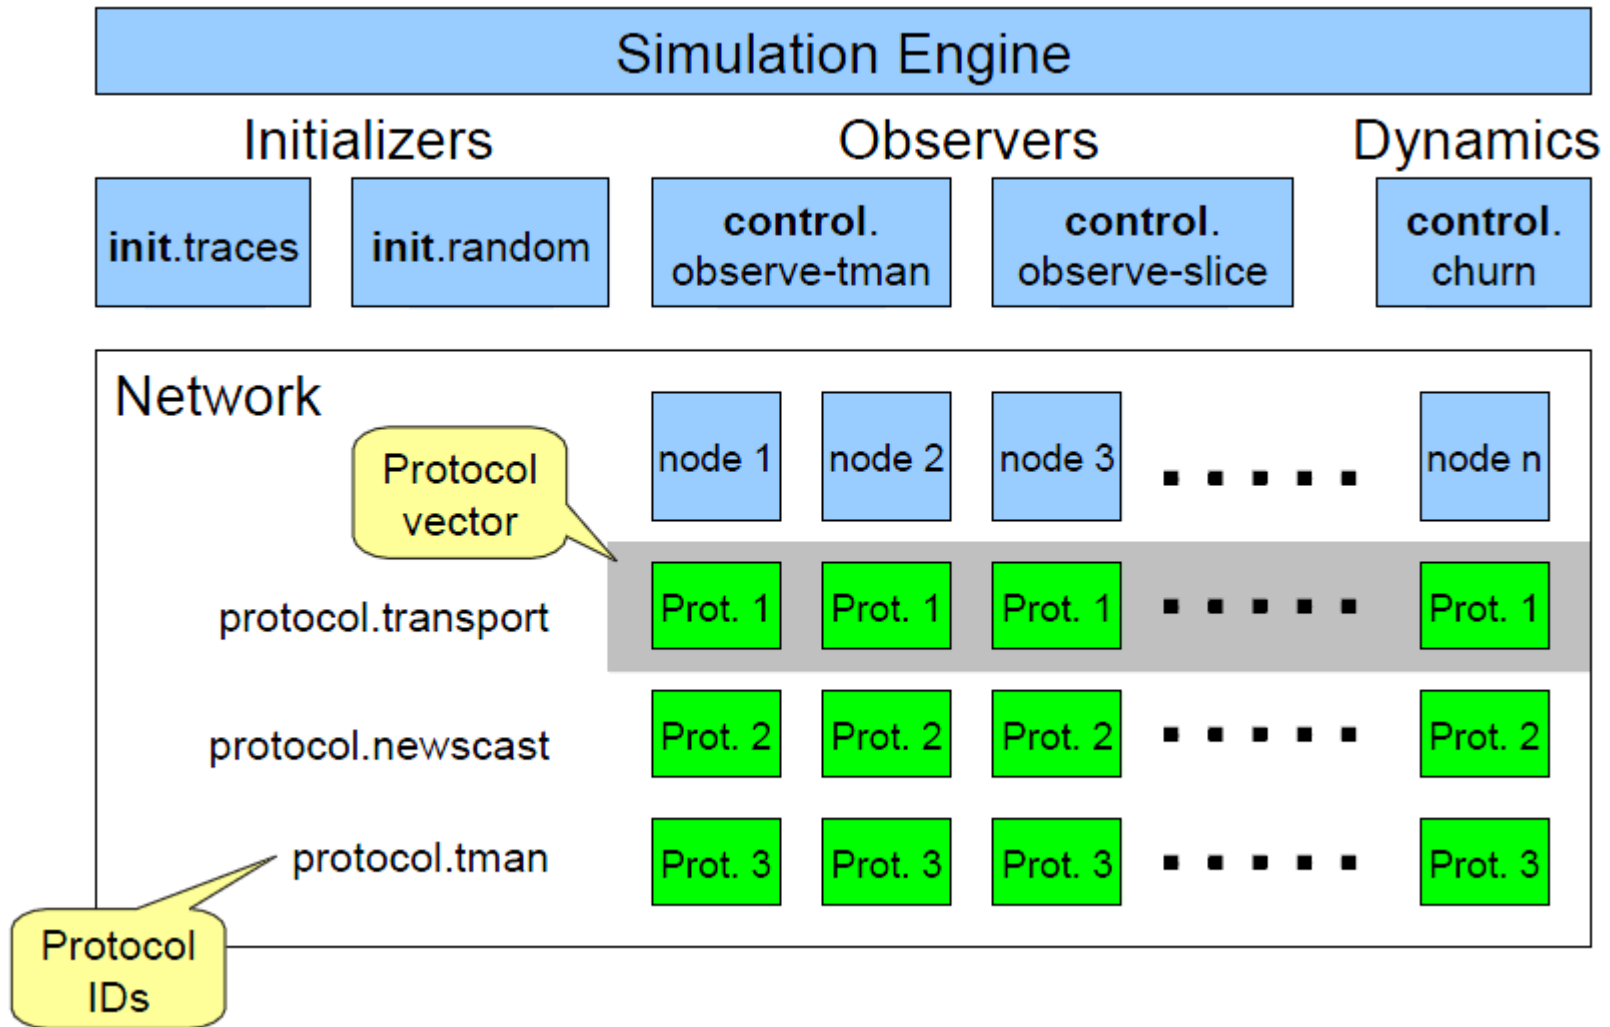 Simulation Engine
Initializers
Observers
Dynamics
init.traces
init.random
control.
observe-tman
control.
observe-slice
control.
churn
Network
node 1
node 2
node 3
node n
Protocol
vector
protocol.transport
Prot. 1
Prot. 1
Prot. 1
Prot. 1
protocol.newscast
Prot. 2
Prot. 2
Prot. 2
Prot. 2
protocol.tman
Prot. 3
Prot. 3
Prot. 3
Prot. 3
Protocol
IDs